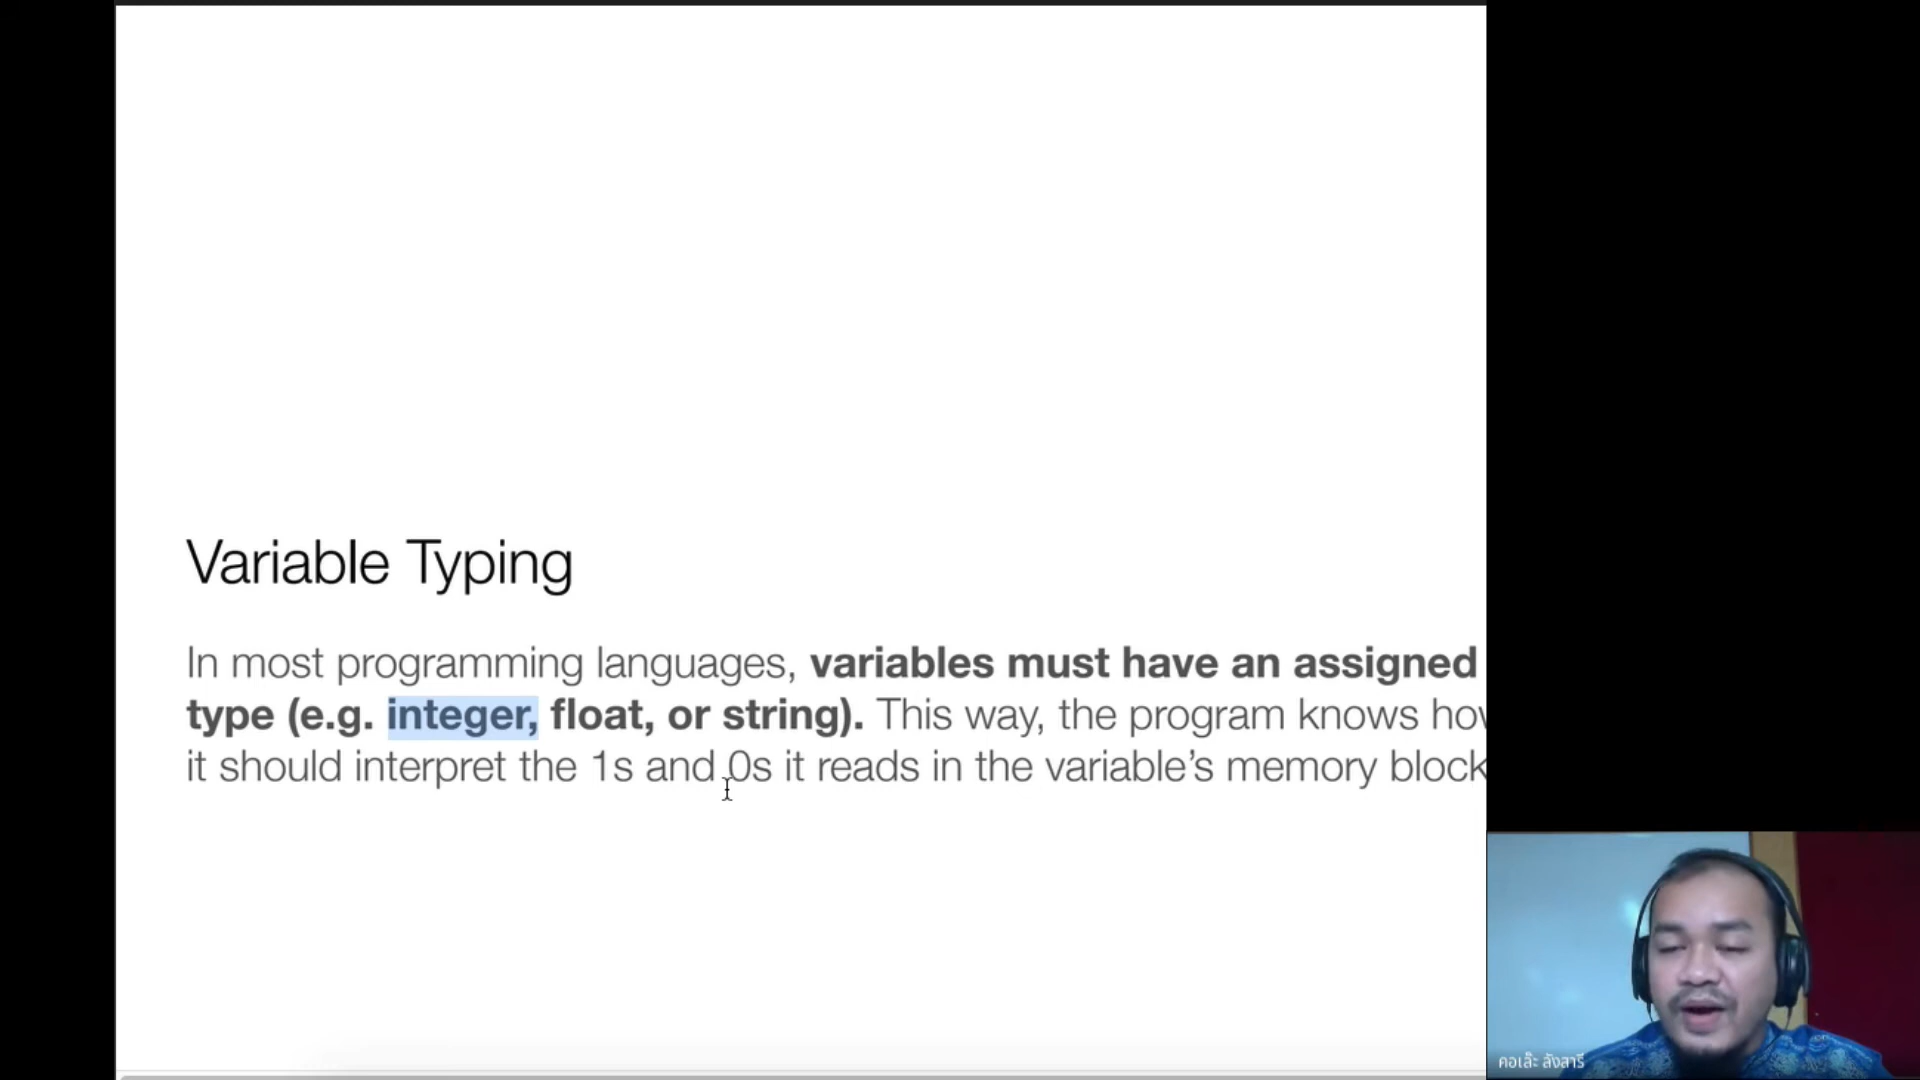 Variable Typing
In most programming languages, variables must have an assigned
type (e.g. integer, float, or string). This way, the program knows how
it should interpret the 1s and 0s it reads in the variable’s memory block
คอเล๊ะ ลังสารี